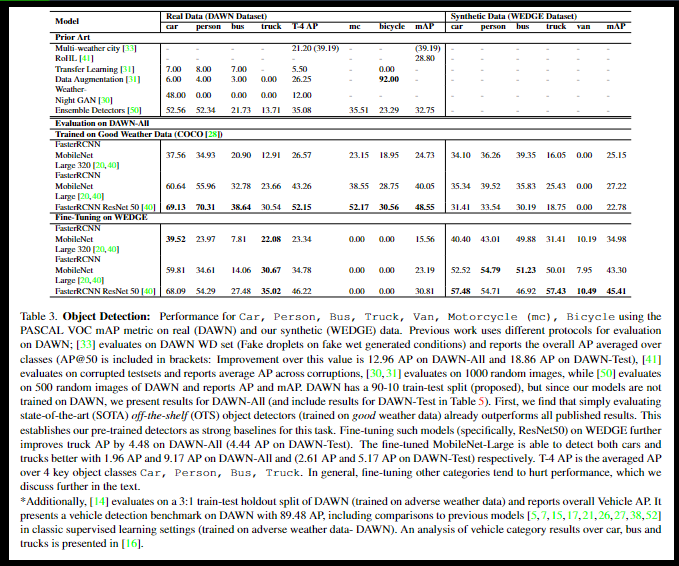 Model Real Data (DAWN Dataset) Synthetic Data (WEDGE Dataset)
car person bus truck T-4 AP mc bicycle mAP car person bus truck van mAP
Prior Art
Multi-weather city [33] - - - - 21.20 (39.19) - - (39.19) - - - - - -
RoHL [41] - - - - - - - 28.80 - - - - - -
Transfer Learning [31] 7.00 8.00 7.00 - 5.50 0.00 - - - - - - -
Data Augmentation [31] 6.00 4.00 3.00 0.00 26.25 - 92.00 - - - - - - -
Weather-
Night GAN [30] 48.00 0.00 0.00 0.00 12.00 - - - - - - - - -
Ensemble Detectors [50] 52.56 52.34 21.73 13.71 35.08 35.51 23.29 32.75 - - - - - -
Evaluation on DAWN-All
Trained on Good Weather Data (COCO [28])
FasterRCNN
MobileNet 37.56 34.93 20.90 12.91 26.57 23.15 18.95 24.73 34.10 36.26 39.35 16.05 0.00 25.15
Large 320 [20,40]
FasterRCNN
MobileNet 60.64 55.96 32.78 23.66 43.26 38.55 28.75 40.05 35.34 39.52 35.83 25.43 0.00 27.22
Large [20,40]
FasterRCNN ResNet 50 [40] 69.13 70.31 38.64 30.54 52.15 52.17 30.56 48.55 31.41 33.54 30.19 18.75 0.00 22.78
Fine-Tuning on WEDGE
FasterRCNN
MobileNet 39.52 23.97 7.81 22.08 23.34 0.00 0.00 15.56 40.40 43.01 49.88 31.41 10.19 34.98
Large 320 [20,40]
FasterRCNN
MobileNet 59.81 34.61 14.06 30.67 34.78 0.00 0.00 23.19 52.52 54.79 51.23 50.01 7.95 43.30
Large [20,40]
FasterRCNN ResNet 50 [40] 68.09 54.29 27.48 35.02 46.22 0.00 0.00 30.81 57.48 54.71 46.92 57.43 10.49 45.41
Table 3. Object Detection: Performance for Car, Person, Bus, Truck, Van, Motorcycle (mc), Bicycle using the
PASCAL VOC mAP metric on real (DAWN) and our synthetic (WEDGE) data. Previous work uses different protocols for evaluation
on DAWN; [33] evaluates on DAWN WD set (Fake droplets on fake wet generated conditions) and reports the overall AP averaged over
classes (AP@50 is included in brackets: Improvement over this value is 12.96 AP on DAWN-All and 18.86 AP on DAWN-Test), [41]
evaluates on corrupted testsets and reports average AP across corruptions, [30,31] evaluates on 1000 random images, while [50] evaluates
on 500 random images of DAWN and reports AP and mAP. DAWN has a 90-10 train-test split (proposed), but since our models are not
trained on DAWN, we present results for DAWN-All (and include results for DAWN-Test in Table 5). First, we find that simply evaluating
state-of-the-art (SOTA) off-the-shelf (OTS) object detectors (trained on good weather data) already outperforms all published results. This
establishes our pre-trained detectors as strong baselines for this task. Fine-tuning such models (specifically, ResNet50) on WEDGE further
improves truck AP by 4.48 on DAWN-All (4.44 AP on DAWN-Test). The fine-tuned MobileNet-Large is able to detect both cars and
trucks better with 1.96 AP and 9.17 AP on DAWN-All and (2.61 AP and 5.17 AP on DAWN-Test) respectively. T-4 AP is the averaged AP
over 4 key object classes Car, Person, Bus, Truck. In general, fine-tuning other categories tend to hurt performance, which we
discuss further in the text.
*Additionally, [14] evaluates on a 3:1 train-test holdout split of DAWN (trained on adverse weather data) and reports overall Vehicle AP. It
presents a vehicle detection benchmark on DAWN with 89.48 AP, including comparisons to previous models [5,7,15,17,21,26,27,38,52]
in classic supervised learning settings (trained on adverse weather data- DAWN). An analysis of vehicle category results over car, bus and
trucks is presented in [16].